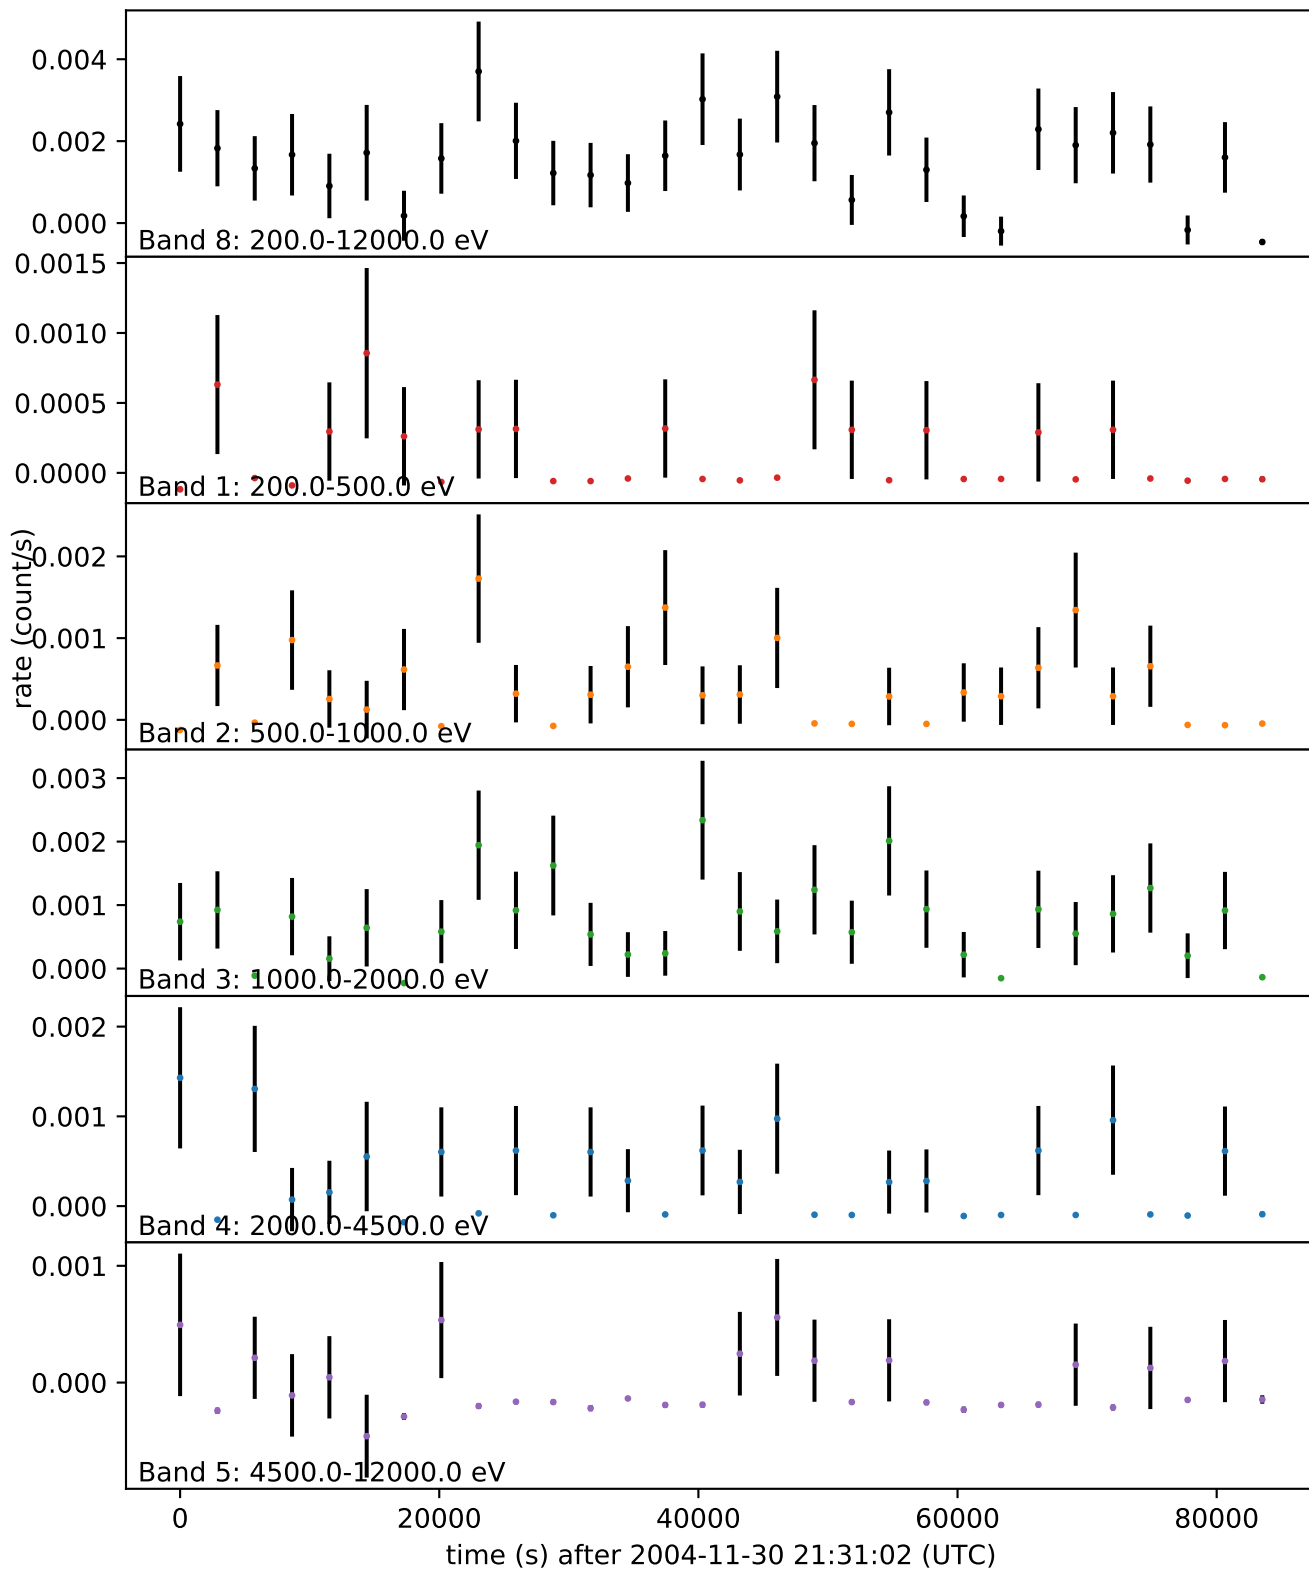 0.004
0.002
0.000
Band 8: 200.0-12000.0 eV
0.0015
0.0010
0.0005
0.0000
Band 1: 200.0-500.0 eV
rate (count/s)
0.002
0.001
0.000
Band 2: 500.0-1000.0 eV
0.003
0.002
0.001
0.000
Band 3: 1000.0-2000.0 eV
0.002
0.001
0.000
Band 4: 2000.0-4500.0 eV
0.001
0.000
Band 5: 4500.0-12000.0 eV
0 20000 40000 60000 80000
time (s) after 2004-11-30 21:31:02 (UTC)